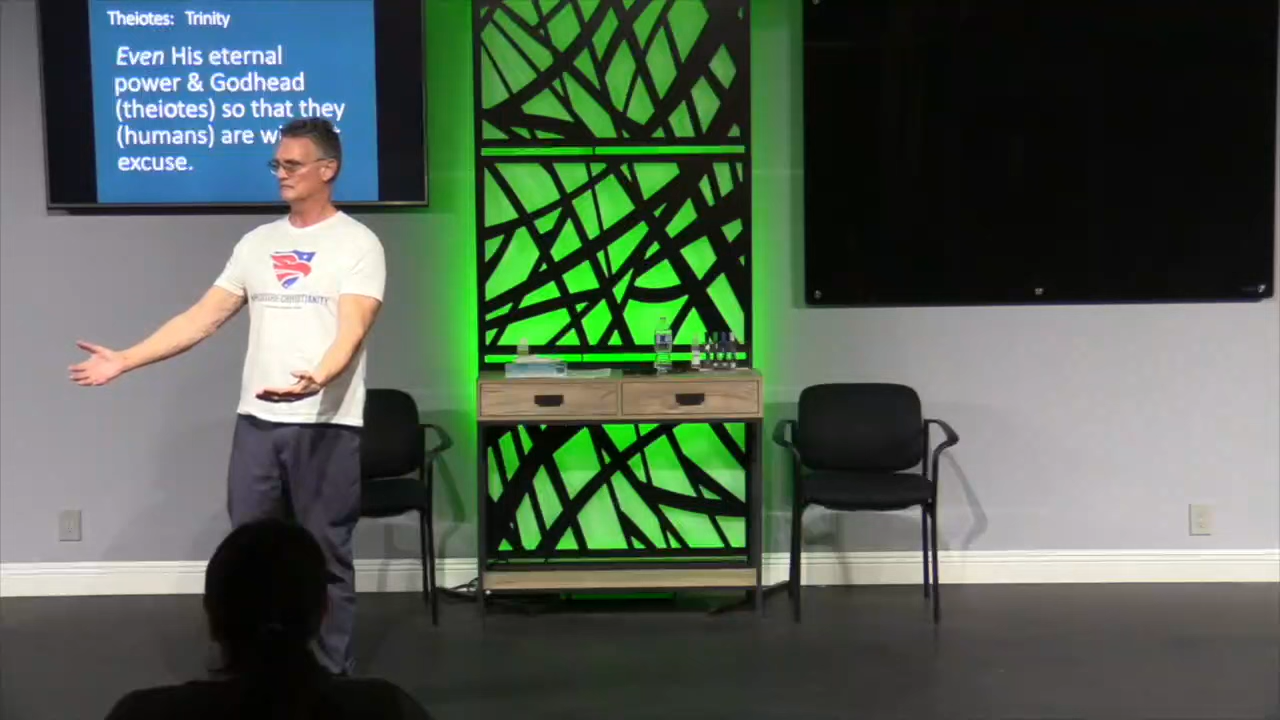 Theiotes: Trinity
Even His eternal
power & Godhead
(theiotes) so that they
(humans) are
excuse.